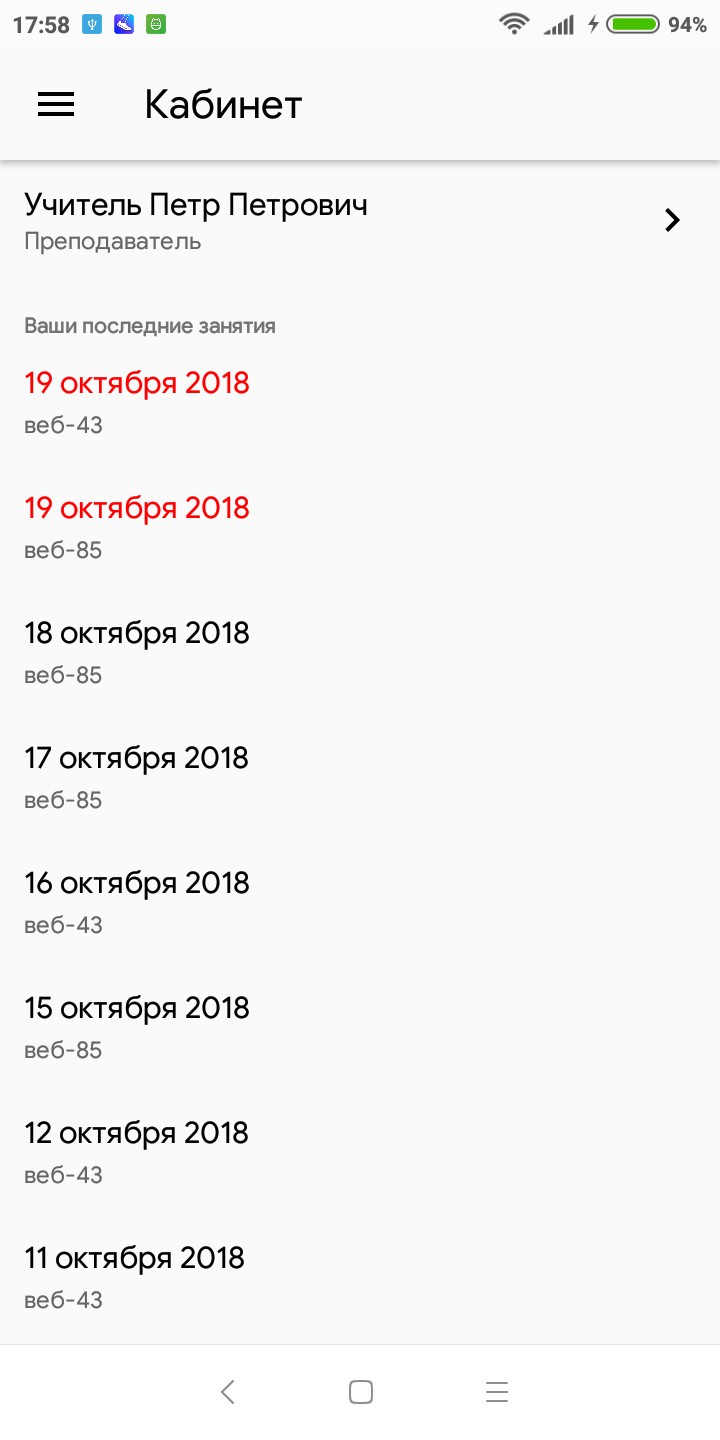 17:58
94%
Кабинет
Учитель Петр Петрович
Преподаватель
Ваши последние занятия
19 октября 2018
веб-43
19 октября 2018
веб-85
18 октября 2018
веб-85
17 октября 2018
веб-85
16 октября 2018
веб-43
15 октября 2018
веб-85
12 октября 2018
веб-43
11 октября 2018
веб-43